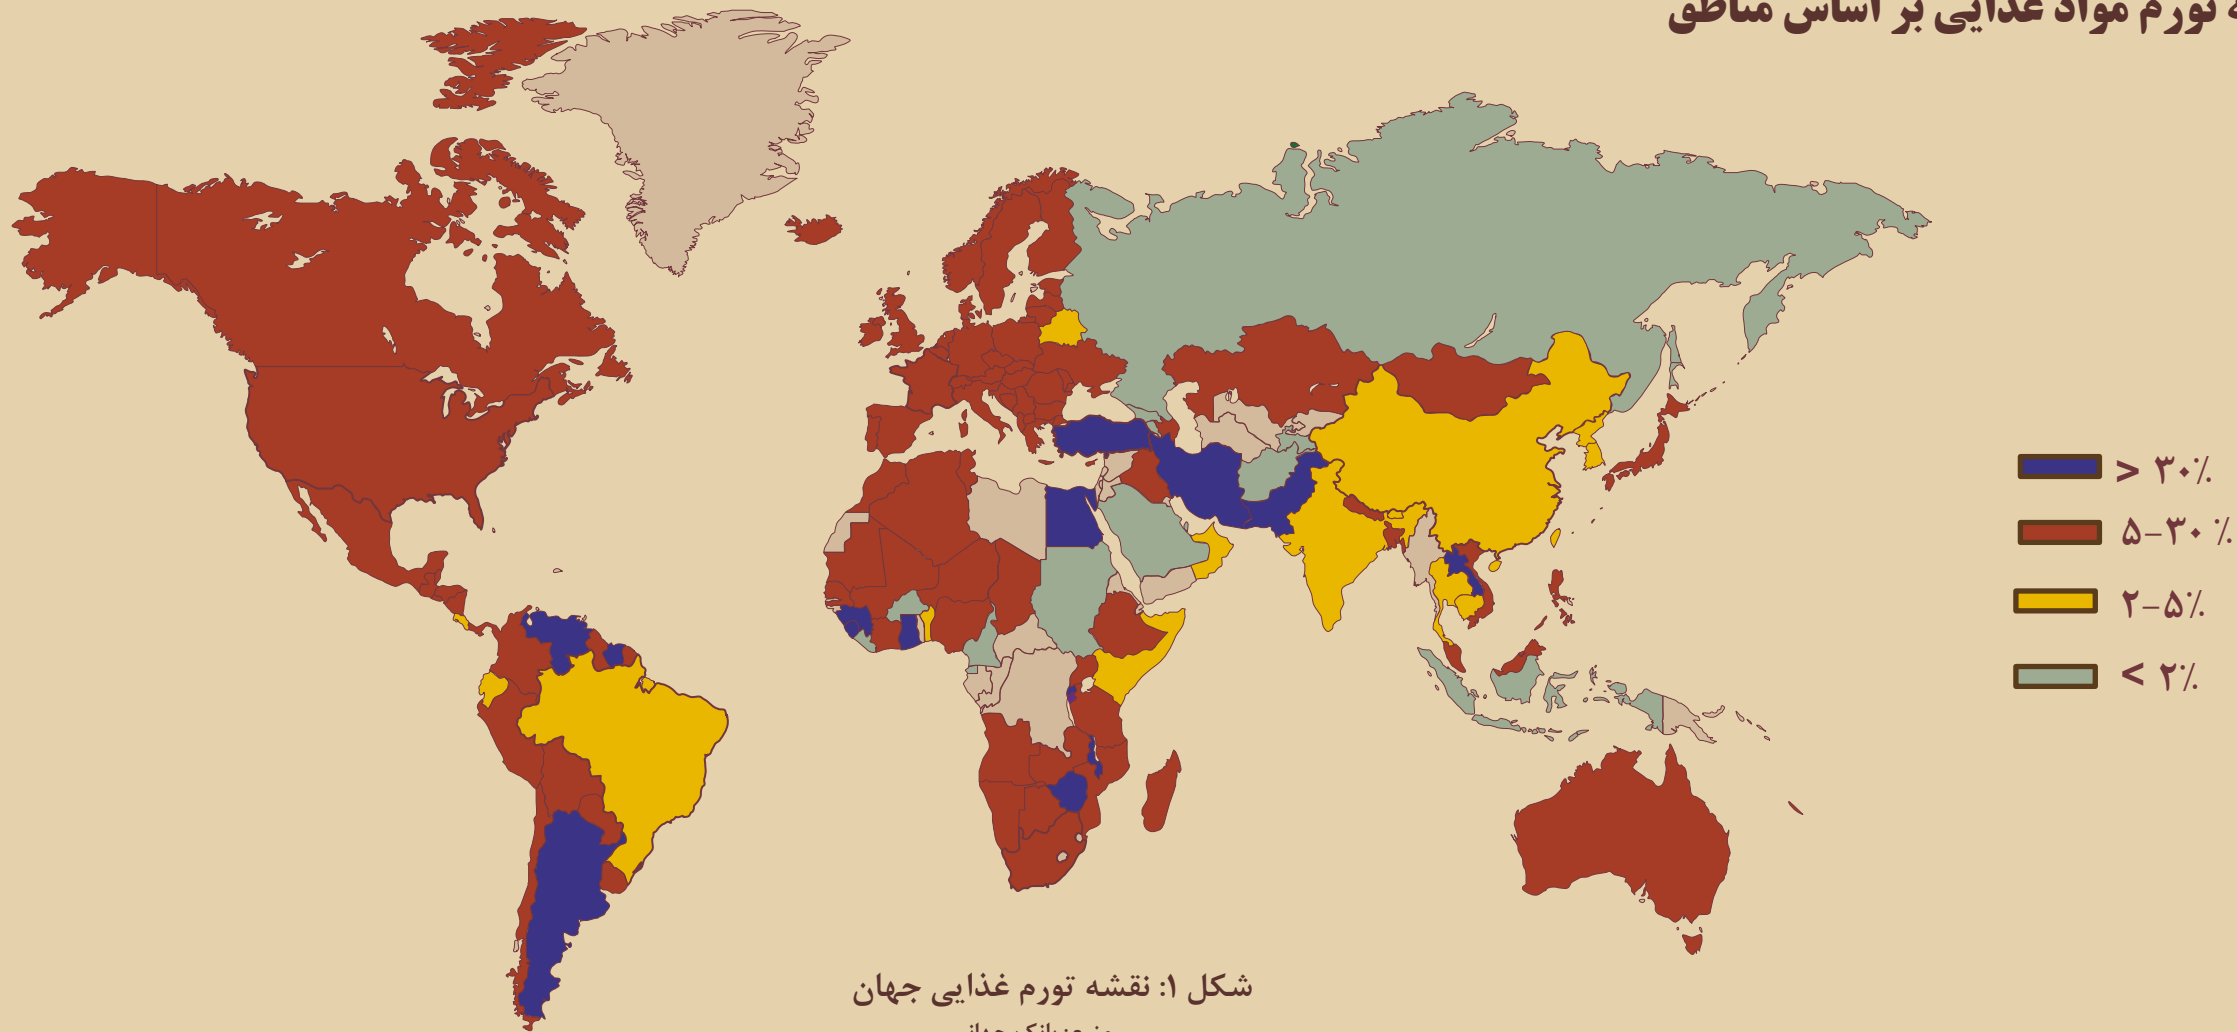 تورم مواد غذایی بر اساس مناطق
> ۳۰٪
۵-۳۰ ٪
۲-۵٪
< ۲٪
شکل ۱: نقشه تورم غذایی جهان